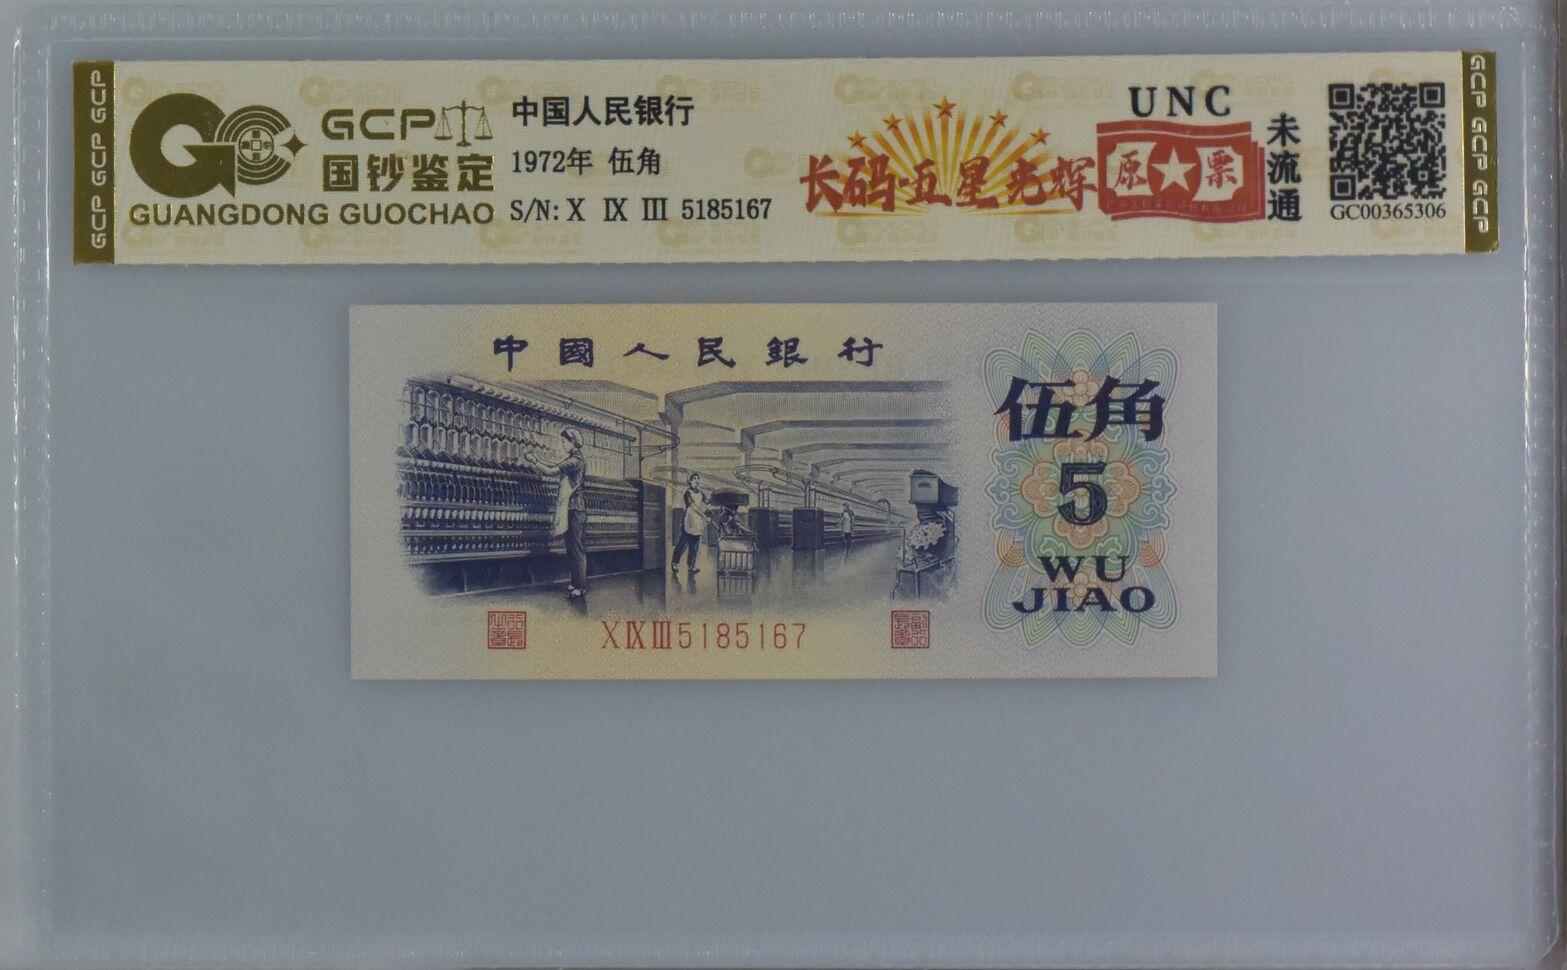 GCP GCP GCP
GCP
国钞鉴定
GUANGDONG GUOCHAO
中国人民银行
1972年 伍角
S/N: X IX III 5185167
长码·五星光辉
UNC
原★票
未流通
GC00365306
GCP GCP GCP
中國人民銀行
伍角
5
WU
JIAO
X IX III 5185167